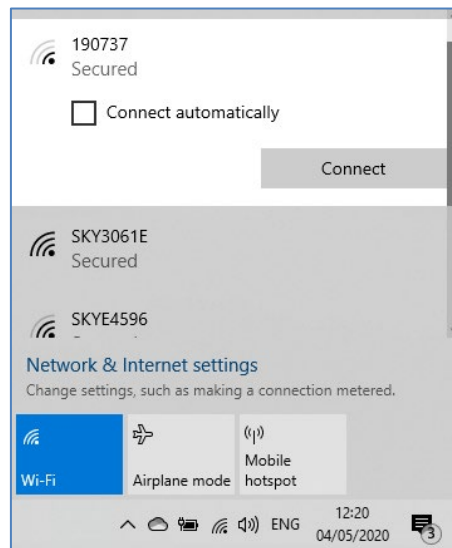 190737
Secured
Connect automatically
Connect
SKY3061E
Secured
SKYE4596
Network & Internet settings
Change settings, such as making a connection metered.
Wi-Fi
Airplane mode
Mobile
hotspot
ENG
12:20
04/05/2020
3